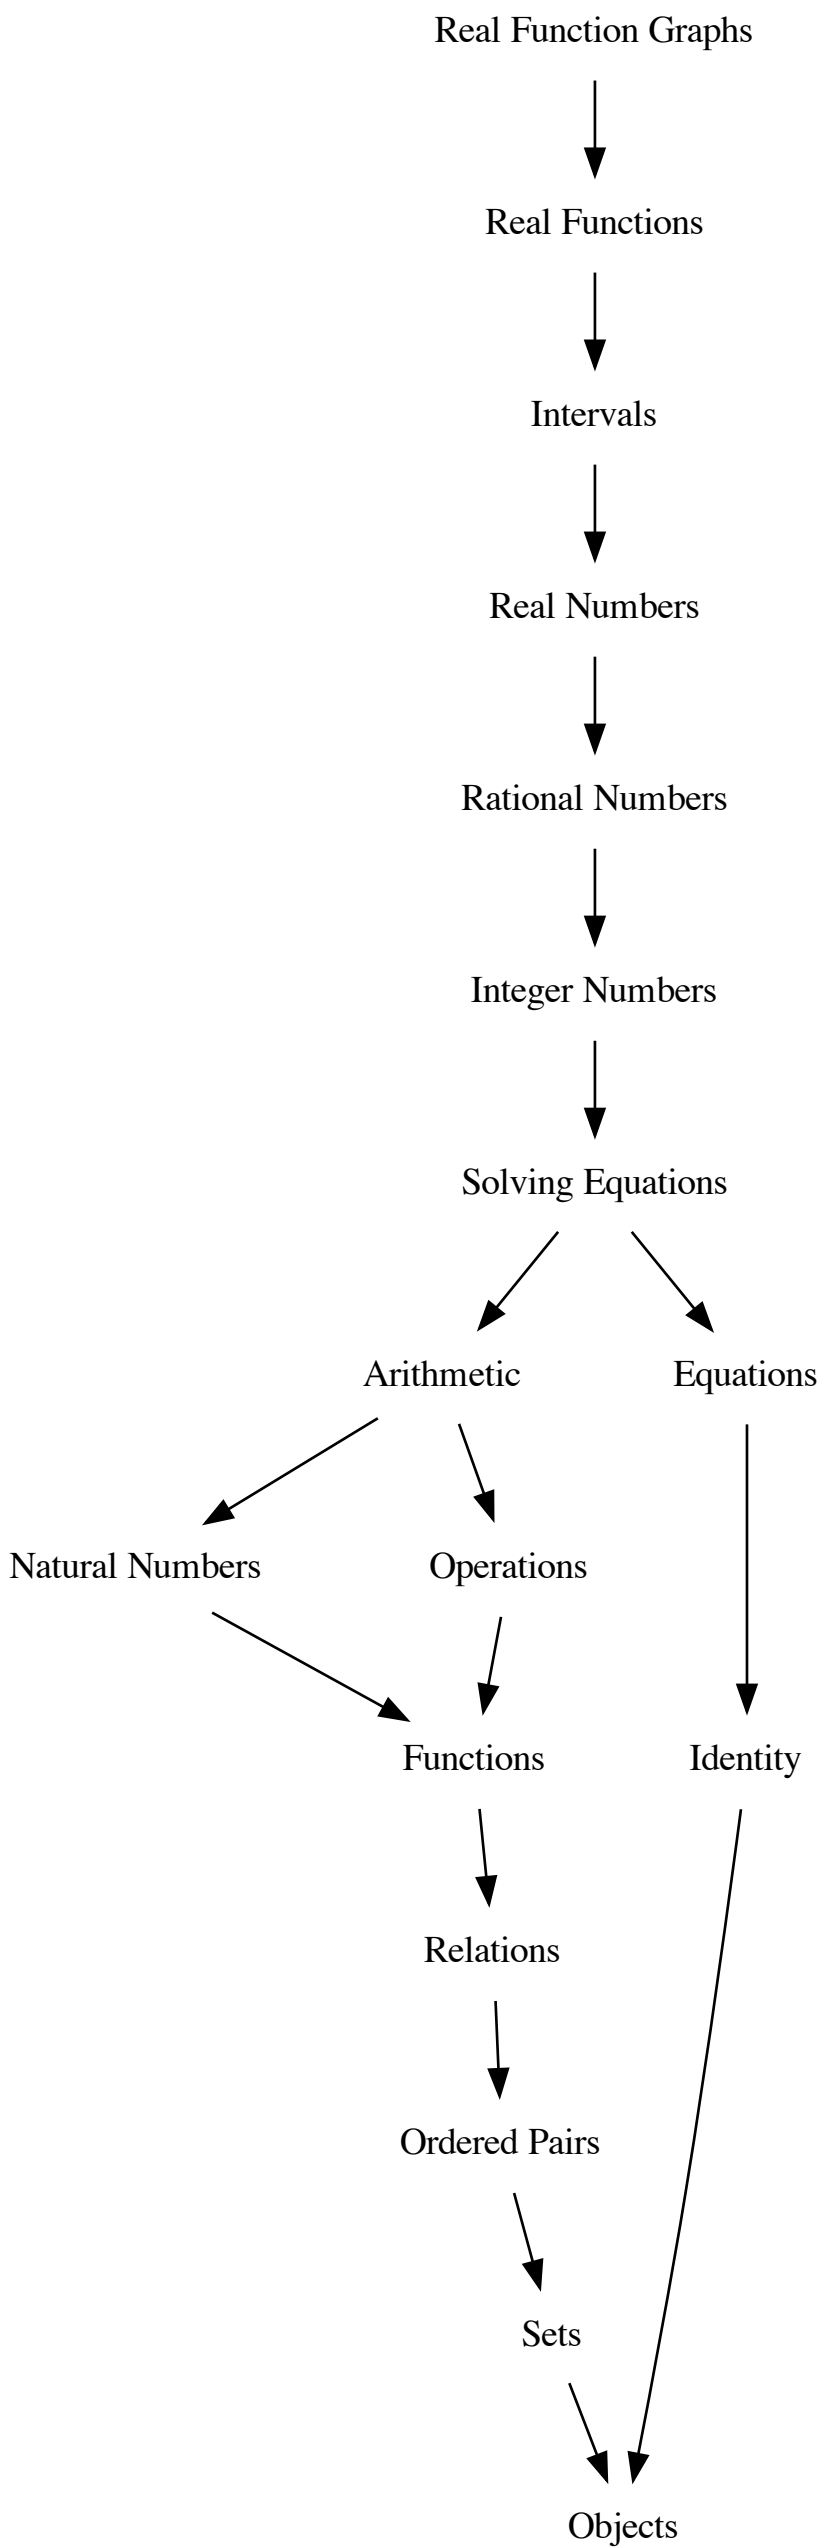 Real Function Graphs
Real Functions
Intervals
Real Numbers
Rational Numbers
Integer Numbers
Solving Equations
Arithmetic
Equations
Natural Numbers
Operations
Functions
Identity
Relations
Ordered Pairs
Sets
Objects